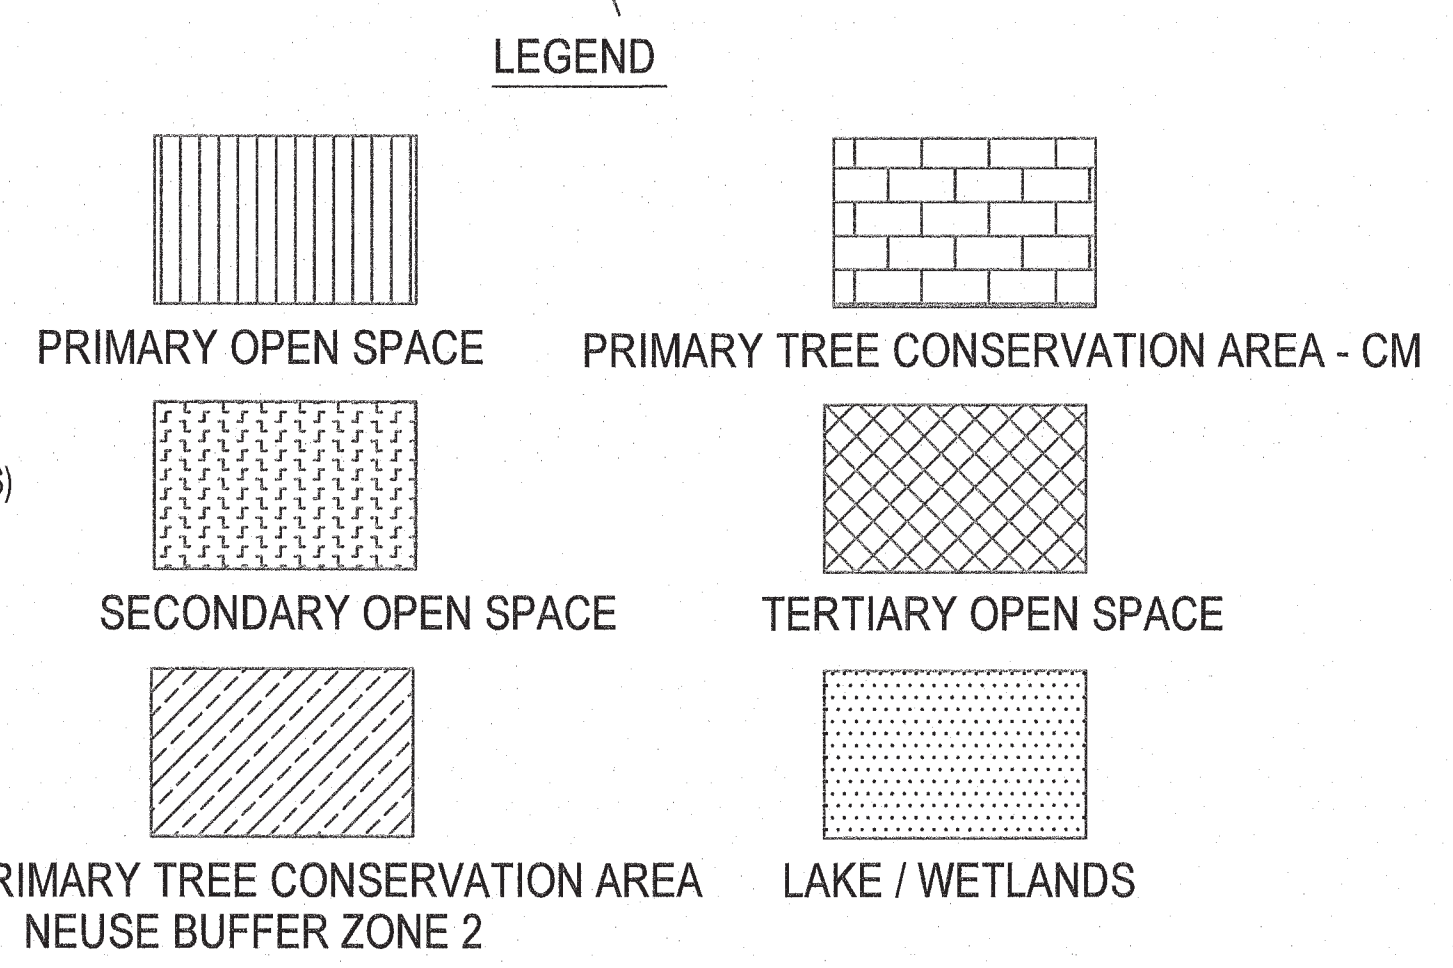 LEGEND
PRIMARY OPEN SPACE
PRIMARY TREE CONSERVATION AREA - CM
SECONDARY OPEN SPACE
TERTIARY OPEN SPACE
RIMARY TREE CONSERVATION AREA
NEUSE BUFFER ZONE 2
LAKE / WETLANDS